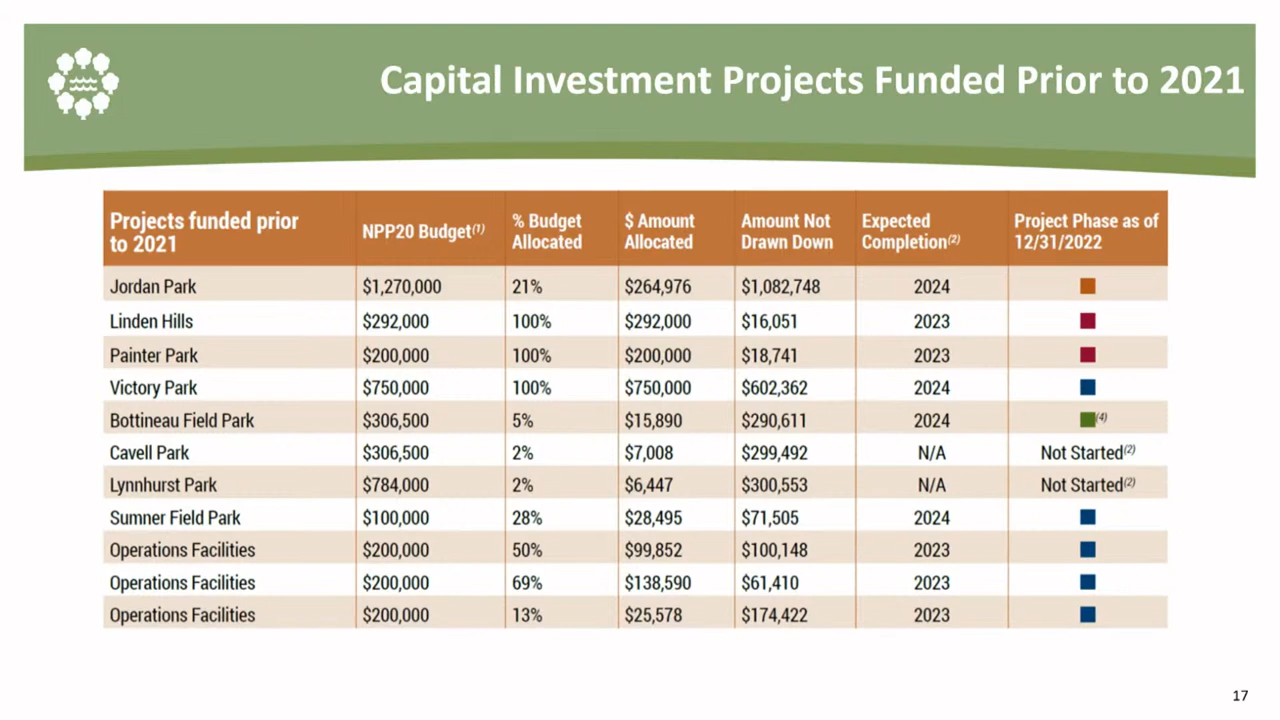 Capital Investment Projects Funded Prior to 2021
Projects funded prior to 2021 NPP20 Budget(1) % Budget Allocated $ Amount Allocated Amount Not Drawn Down Expected Completion(2) Project Phase as of 12/31/2022
Jordan Park $1,270,000 21% $264,976 $1,082,748 2024
Linden Hills $292,000 100% $292,000 $16,051 2023
Painter Park $200,000 100% $200,000 $18,741 2023
Victory Park $750,000 100% $750,000 $602,362 2024
Bottineau Field Park $306,500 5% $15,890 $290,611 2024 (4)
Cavell Park $306,500 2% $7,008 $299,492 N/A Not Started(2)
Lynnhurst Park $784,000 2% $6,447 $300,553 N/A Not Started(2)
Sumner Field Park $100,000 28% $28,495 $71,505 2024
Operations Facilities $200,000 50% $99,852 $100,148 2023
Operations Facilities $200,000 69% $138,590 $61,410 2023
Operations Facilities $200,000 13% $25,578 $174,422 2023
17